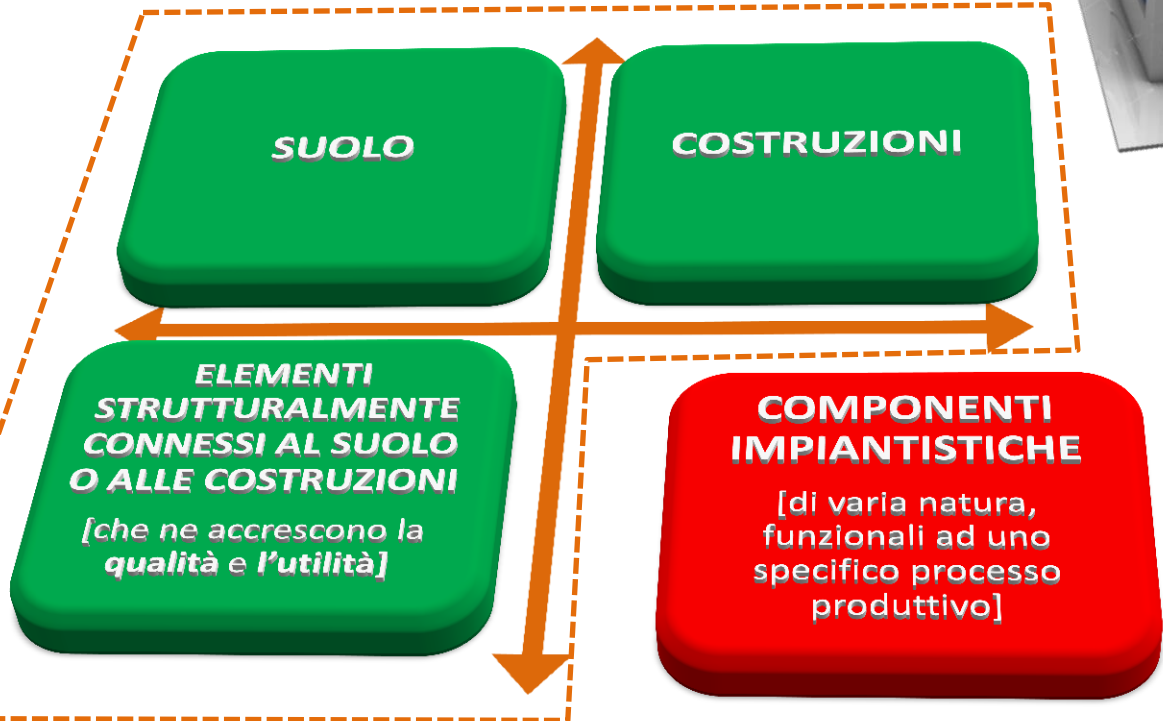 SUOLO
COSTRUZIONI
ELEMENTI
STRUTTURALMENTE
CONNESSI AL SUOLO
O ALLE COSTRUZIONI
[che ne accrescono la
qualità e l'utilità]
COMPONENTI
IMPIANTISTICHE
[di varia natura,
funzionali ad uno
specifico processo
produttivo]